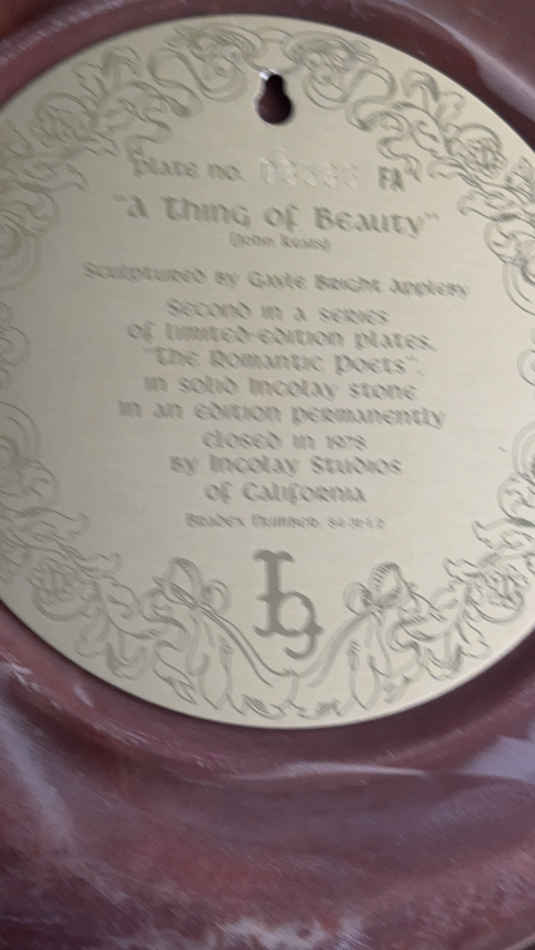 Plate no. FA
"A Thing of Beauty"
(John Keats)
Sculptured by Gayle Bright Appleby
Second in a series
of limited-edition plates,
"The Romantic Poets",
in solid Incolay stone
in an edition permanently
closed in 1978
by Incolay Studios
of California
Bradex Number